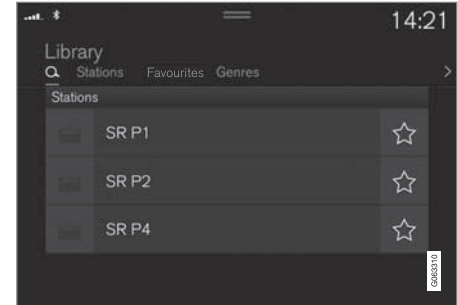 14:21
Library
Stations Favourites Genres
Stations
SR P1
SR P2
SR P4
G063310